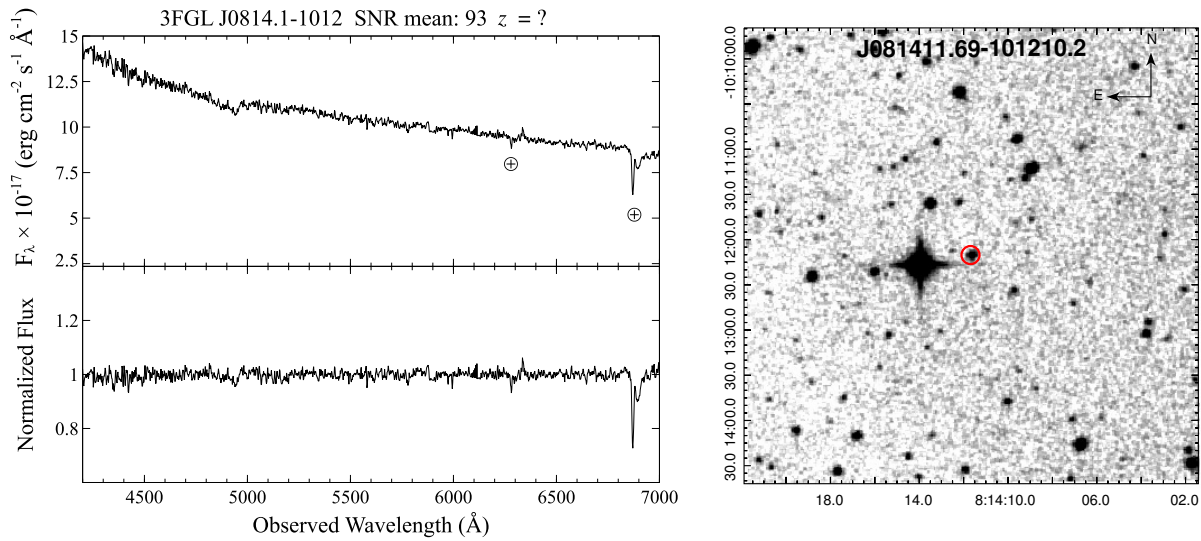 3FGL J0814.1-1012 SNR mean: 93 z = ?
15
12.5
10
7.5
5
2.5
F_λ × 10⁻¹⁷ (erg cm⁻² s⁻¹ Å⁻¹)
⊕
⊕
1.2
1
0.8
Normalized Flux
4500 5000 5500 6000 6500 7000
Observed Wavelength (Å)
J081411.69-101210.2
N
E
-10:10:00.0
11:00.0
30.0
12:00.0
30.0
13:00.0
30.0
14:00.0
30.0
18.0 14.0 8:14:10.0 06.0 02.0